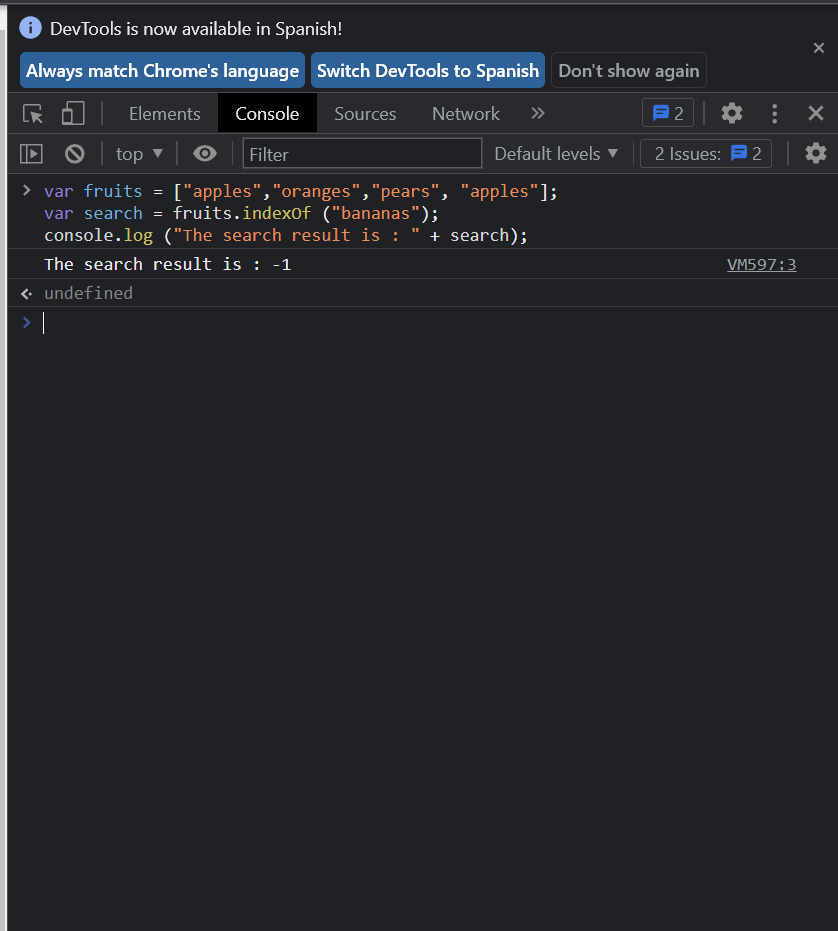 DevTools is now available in Spanish!
Always match Chrome's language Switch DevTools to Spanish Don't show again
Elements Console Sources Network 2
top Filter Default levels 2 Issues: 2
var fruits = ["apples","oranges","pears", "apples"];
var search = fruits.indexOf ("bananas");
console.log ("The search result is : " + search);
The search result is : -1 VM597:3
undefined